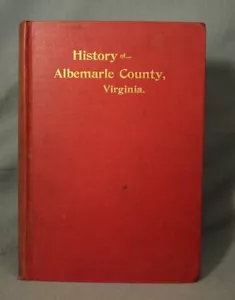 History of
Albemarle County,
Virginia.